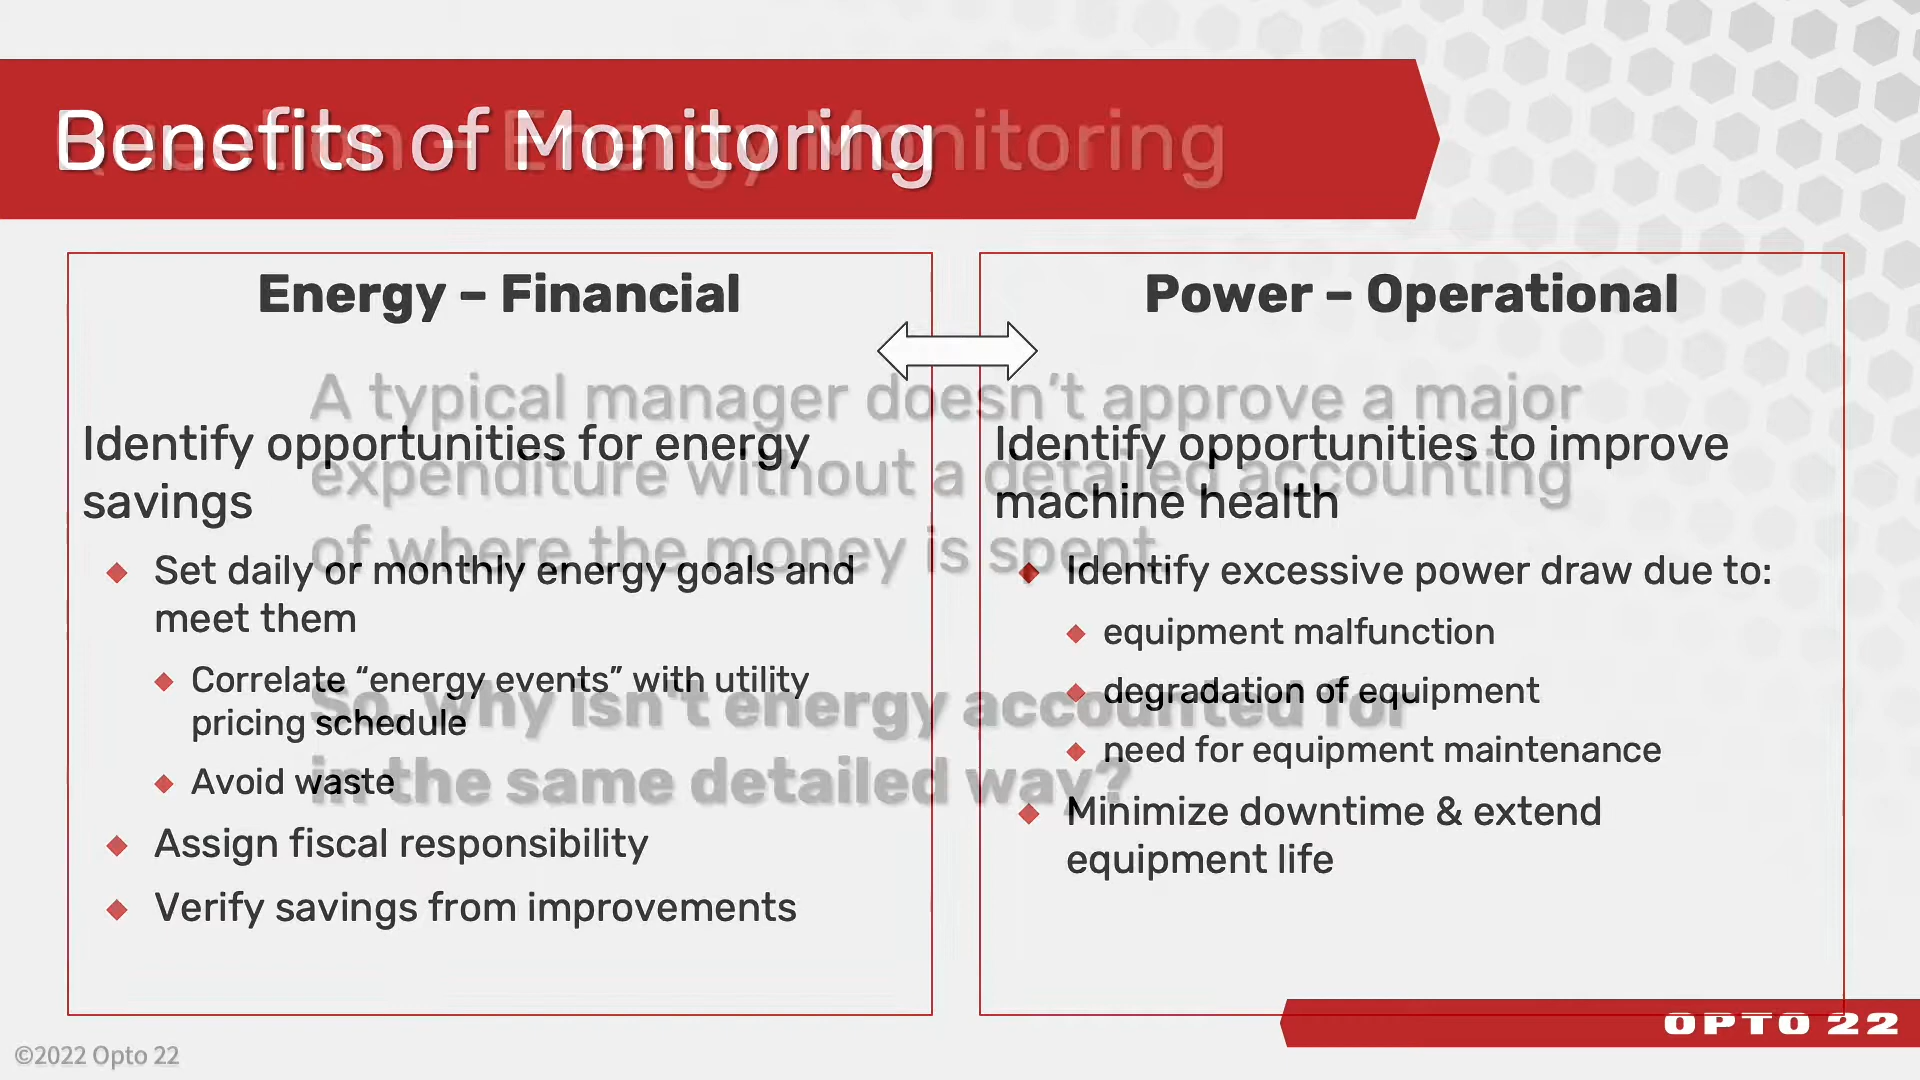 Benefits of Monitoring
Question – Energy Monitoring
Energy – Financial
Identify opportunities for energy
savings
Set daily or monthly energy goals and
meet them
Correlate “energy events” with utility
pricing schedule
Avoid waste
Assign fiscal responsibility
Verify savings from improvements
Power – Operational
Identify opportunities to improve
machine health
Identify excessive power draw due to:
equipment malfunction
degradation of equipment
need for equipment maintenance
Minimize downtime & extend
equipment life
A typical manager doesn’t approve a major
expenditure without a detailed accounting
of where the money is spent.
So, why isn’t energy accounted for
in the same detailed way?
OPTO 22
©2022 Opto 22